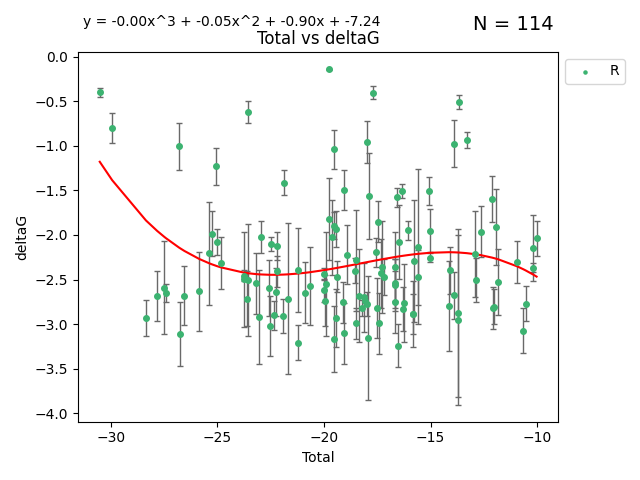 y = -0.00x^3 + -0.05x^2 + -0.90x + -7.24
N = 114
Total vs deltaG
R
0.0
−0.5
−1.0
−1.5
−2.0
−2.5
−3.0
−3.5
−4.0
deltaG
−30
−25
−20
−15
−10
Total